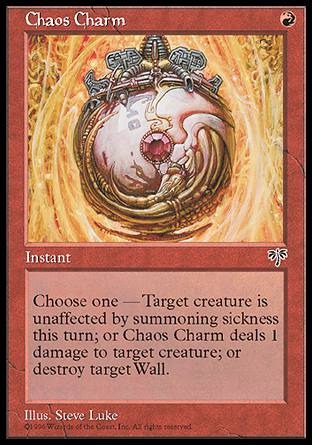 Chaos Charm
Instant
Choose one — Target creature is
unaffected by summoning sickness
this turn; or Chaos Charm deals 1
damage to target creature; or
destroy target Wall.
Illus. Steve Luke
©1996 Wizards of the Coast, Inc. All rights reserved.